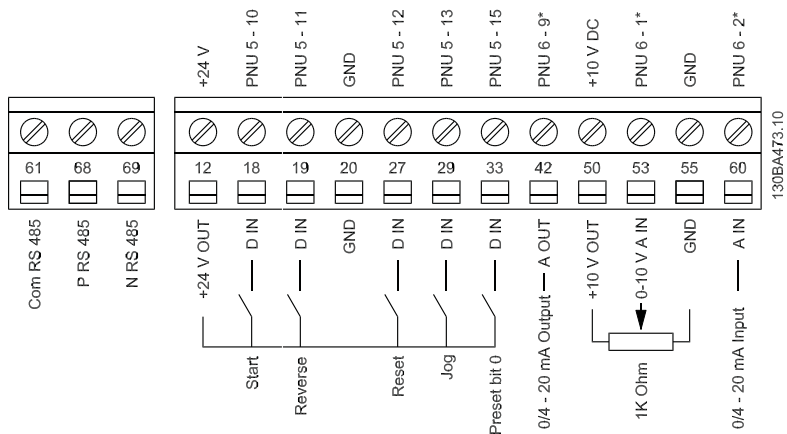 +24 V
PNU 5 - 10
PNU 5 - 11
GND
PNU 5 - 12
PNU 5 - 13
PNU 5 - 15
PNU 6 - 9*
+10 V DC
PNU 6 - 1*
GND
PNU 6 - 2*
61
68
69
12
18
19
20
27
29
33
42
50
53
55
60
130BA473.10
Com RS 485
P RS 485
N RS 485
+24 V OUT
D IN
D IN
GND
D IN
D IN
D IN
0/4 - 20 mA Output — A OUT
+10 V OUT
0-10 V A IN
GND
0/4 - 20 mA Input — A IN
Start
Reverse
Reset
Jog
Preset bit 0
1K Ohm